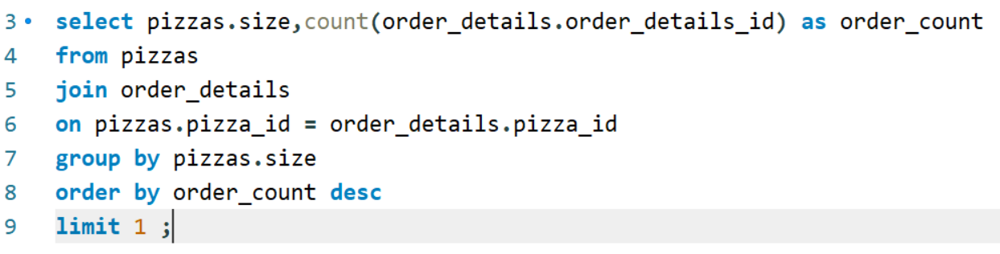 3 select pizzas.size,count(order_details.order_details_id) as order_count
4 from pizzas
5 join order_details
6 on pizzas.pizza_id = order_details.pizza_id
7 group by pizzas.size
8 order by order_count desc
9 limit 1 ;